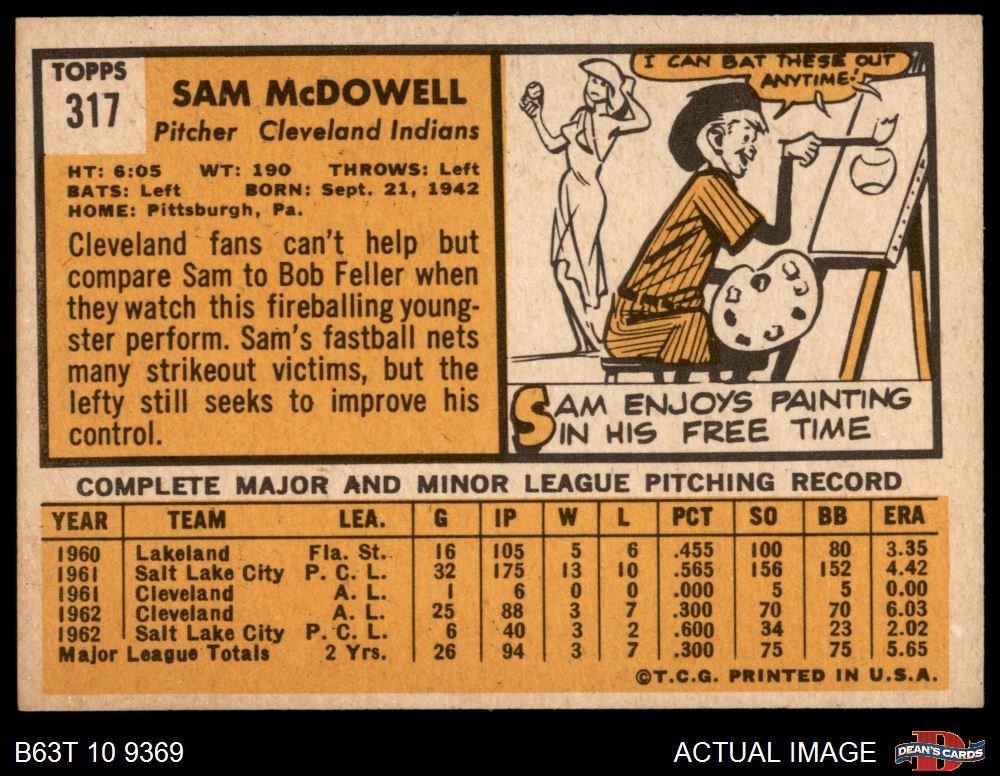 TOPPS
317
SAM McDOWELL
Pitcher Cleveland Indians
HT: 6:05 WT: 190 THROWS: Left
BATS: Left BORN: Sept. 21, 1942
HOME: Pittsburgh, Pa.
Cleveland fans can't help but
compare Sam to Bob Feller when
they watch this fireballing young-
ster perform. Sam's fastball nets
many strikeout victims, but the
lefty still seeks to improve his
control.
I CAN BAT THESE OUT
ANYTIME!
SAM ENJOYS PAINTING
IN HIS FREE TIME
COMPLETE MAJOR AND MINOR LEAGUE PITCHING RECORD
YEAR TEAM LEA. G IP W L PCT SO BB ERA
1960 Lakeland Fla. St. 16 105 5 6 .455 100 80 3.35
1961 Salt Lake City P. C. L. 32 175 13 10 .565 156 152 4.42
1961 Cleveland A. L. 1 6 0 0 .000 5 5 0.00
1962 Cleveland A. L. 25 88 3 7 .300 70 70 6.03
1962 Salt Lake City P. C. L. 6 40 3 2 .600 34 23 2.02
Major League Totals 2 Yrs. 26 94 3 7 .300 75 75 5.65
©T.C.G. PRINTED IN U.S.A.
B63T 10 9369
ACTUAL IMAGE
DEAN'S CARDS